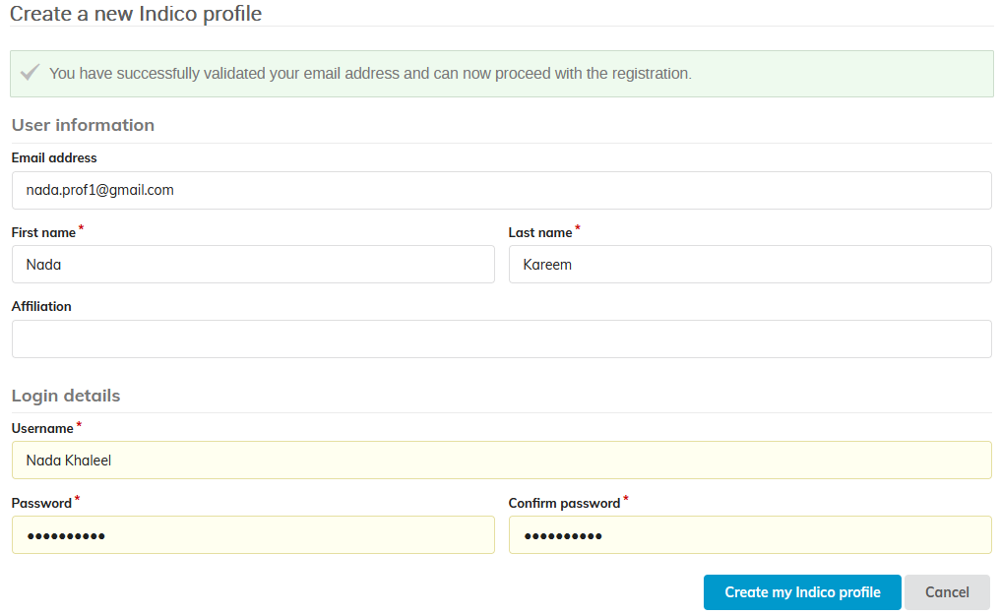 Create a new Indico profile
You have successfully validated your email address and can now proceed with the registration.
User information
Email address
nada.prof1@gmail.com
First name * Last name *
Nada Kareem
Affiliation
Login details
Username *
Nada Khaleel
Password * Confirm password *
•••••••••• ••••••••••
Create my Indico profile Cancel